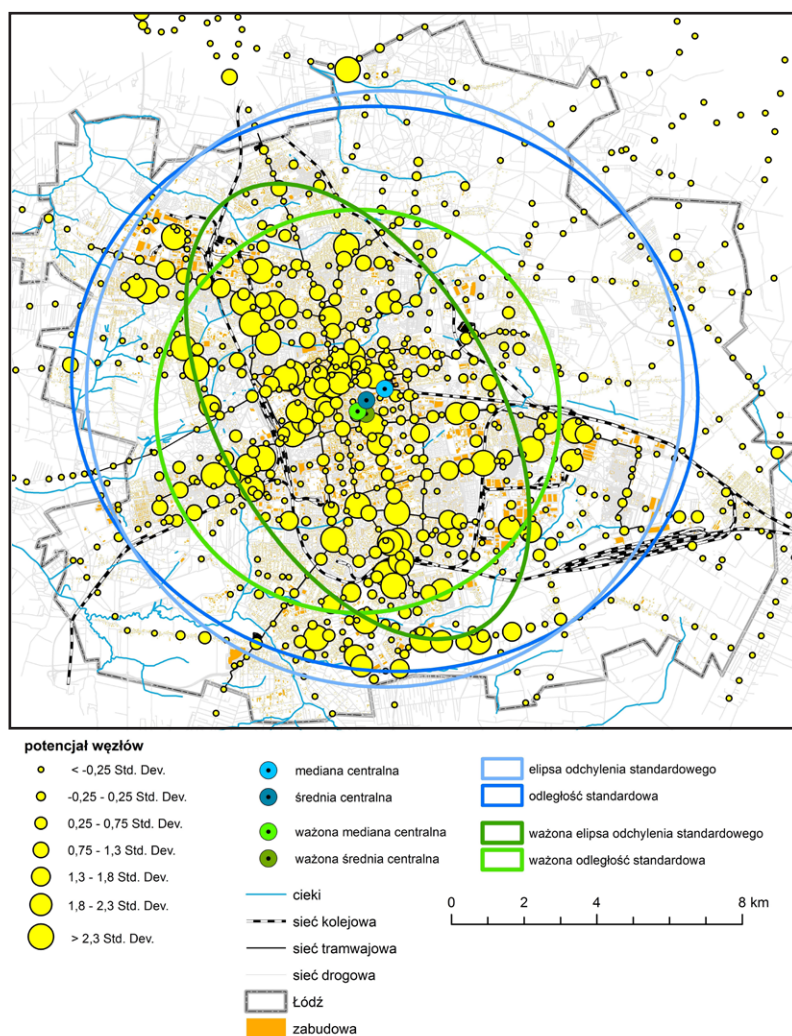 potencjał węzłów
< -0,25 Std. Dev.
-0,25 - 0,25 Std. Dev.
0,25 - 0,75 Std. Dev.
0,75 - 1,3 Std. Dev.
1,3 - 1,8 Std. Dev.
1,8 - 2,3 Std. Dev.
> 2,3 Std. Dev.
mediana centralna
średnia centralna
ważona mediana centralna
ważona średnia centralna
cieki
sieć kolejowa
sieć tramwajowa
sieć drogowa
Łódź
zabudowa
elipsa odchylenia standardowego
odległość standardowa
ważona elipsa odchylenia standardowego
ważona odległość standardowa
0 2 4 8 km